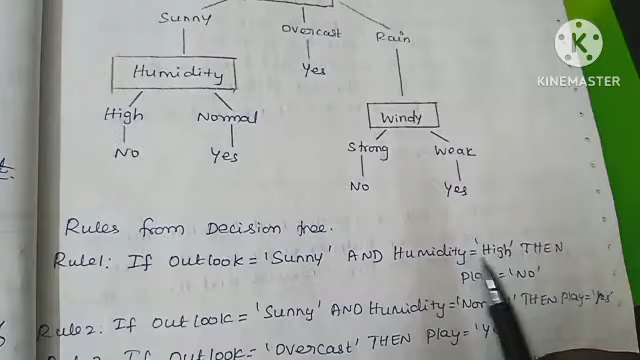 Sunny Overcast Rain
Yes
Humidity
High Normal
Windy
No Yes
Strong Weak
No Yes
Rules from Decision tree.
Rule1: If Outlook = 'Sunny' AND Humidity = 'High' THEN
Play = 'NO'
Rule2: If Outlook = 'Sunny' AND Humidity = 'Nor THEN Play = 'Yes'
If Outlook = 'Overcast' THEN Play =
KINEMASTER